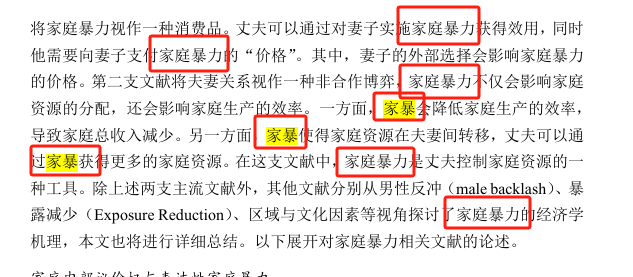 将家庭暴力视作一种消费品。丈夫可以通过对妻子实施家庭暴力获得效用，同时
他需要向妻子支付家庭暴力的“价格”。其中，妻子的外部选择会影响家庭暴力
的价格。第二支文献将夫妻关系视作一种非合作博弈，家庭暴力不仅会影响家庭
资源的分配，还会影响家庭生产的效率。一方面，家暴会降低家庭生产的效率，
导致家庭总收入减少。另一方面，家暴使得家庭资源在夫妻间转移，丈夫可以通
过家暴获得更多的家庭资源。在这支文献中，家庭暴力是丈夫控制家庭资源的一
种工具。除上述两支主流文献外，其他文献分别从男性反冲（male backlash）、暴
露减少（Exposure Reduction）、区域与文化因素等视角探讨了家庭暴力的经济学
机理，本文也将进行详细总结。以下展开对家庭暴力相关文献的论述。